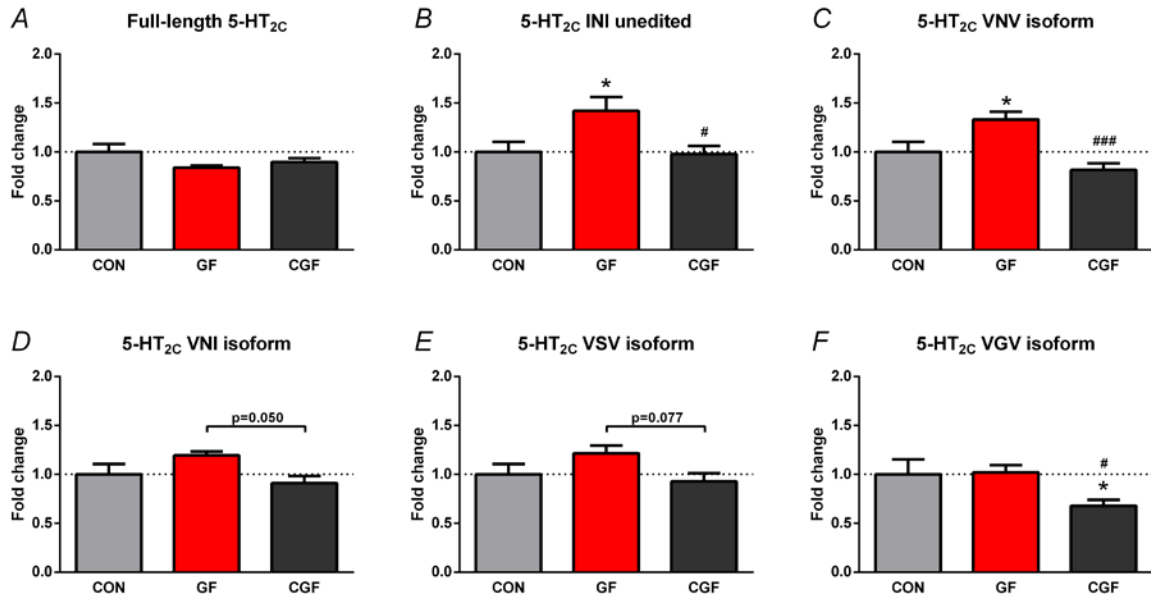 A Full-length 5-HT2C
Fold change
2.0
1.5
1.0
0.5
0.0
CON GF CGF
B 5-HT2C INI unedited
Fold change
2.0
1.5
1.0
0.5
0.0
*
#
CON GF CGF
C 5-HT2C VNV isoform
Fold change
2.0
1.5
1.0
0.5
0.0
*
###
CON GF CGF
D 5-HT2C VNI isoform
Fold change
2.0
1.5
1.0
0.5
0.0
p=0.050
CON GF CGF
E 5-HT2C VSV isoform
Fold change
2.0
1.5
1.0
0.5
0.0
p=0.077
CON GF CGF
F 5-HT2C VGV isoform
Fold change
2.0
1.5
1.0
0.5
0.0
#
*
CON GF CGF